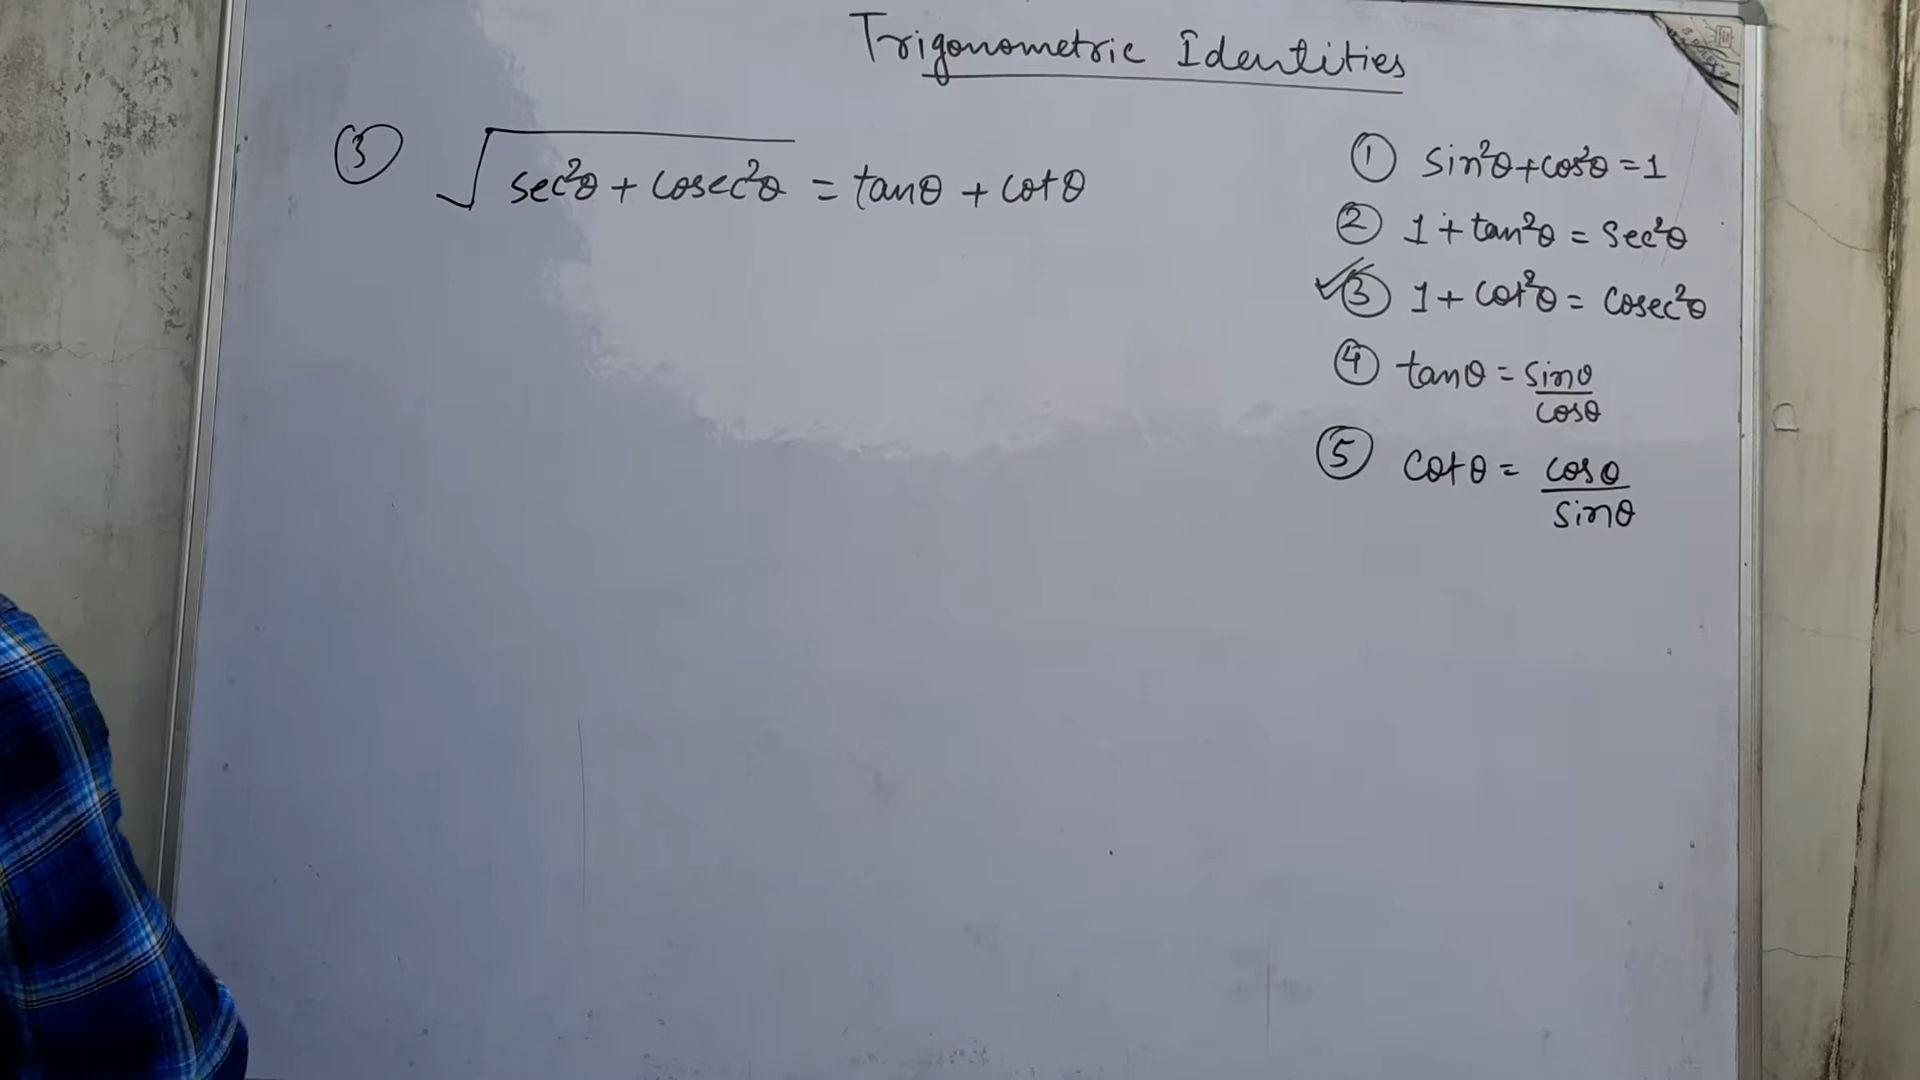 Trigonometric Identities
③ √sec²θ + cosec²θ = tanθ + cotθ
① sin²θ + cos²θ = 1
② 1 + tan²θ = sec²θ
✓③ 1 + cot²θ = cosec²θ
④ tanθ = sinθ/cosθ
⑤ cotθ = cosθ/sinθ